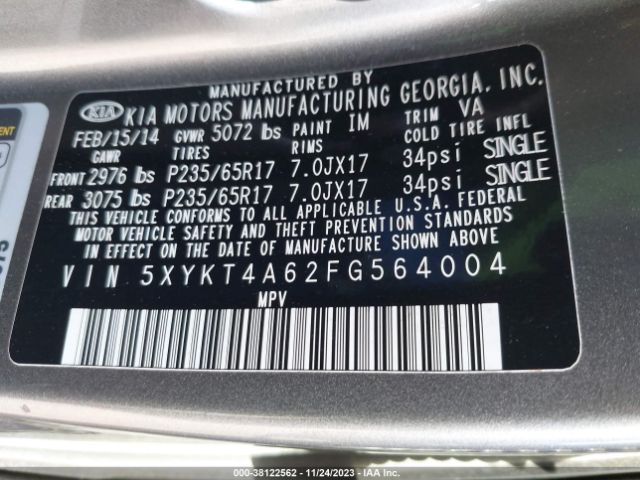 MANUFACTURED BY
KIA KIA MOTORS MANUFACTURING GEORGIA, INC.
FEB/15/14 GVWR 5072 lbs PAINT IM TRIM VA
GAWR TIRES RIMS COLD TIRE INFL
FRONT 2976 lbs P235/65R17 7.0JX17 34psi SINGLE
REAR 3075 lbs P235/65R17 7.0JX17 34psi SINGLE
THIS VEHICLE CONFORMS TO ALL APPLICABLE U.S.A. FEDERAL
MOTOR VEHICLE SAFETY AND THEFT PREVENTION STANDARDS
IN EFFECT ON THE DATE OF MANUFACTURE SHOWN ABOVE
VIN 5XYKT4A62FG564004
MPV
000-38122562 - 11/24/2023 - IAAI.COM